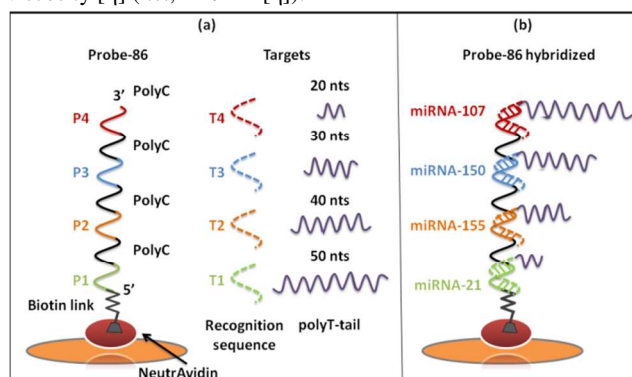 (a)
(b)
Probe-86
Targets
Probe-86 hybridized
3' PolyC
20 nts
P4
T4
miRNA-107
PolyC
30 nts
P3
T3
miRNA-150
PolyC
40 nts
P2
T2
miRNA-155
PolyC
50 nts
P1
T1
miRNA-21
5'
Biotin link
Recognition
sequence
polyT-tail
NeutrAvidin